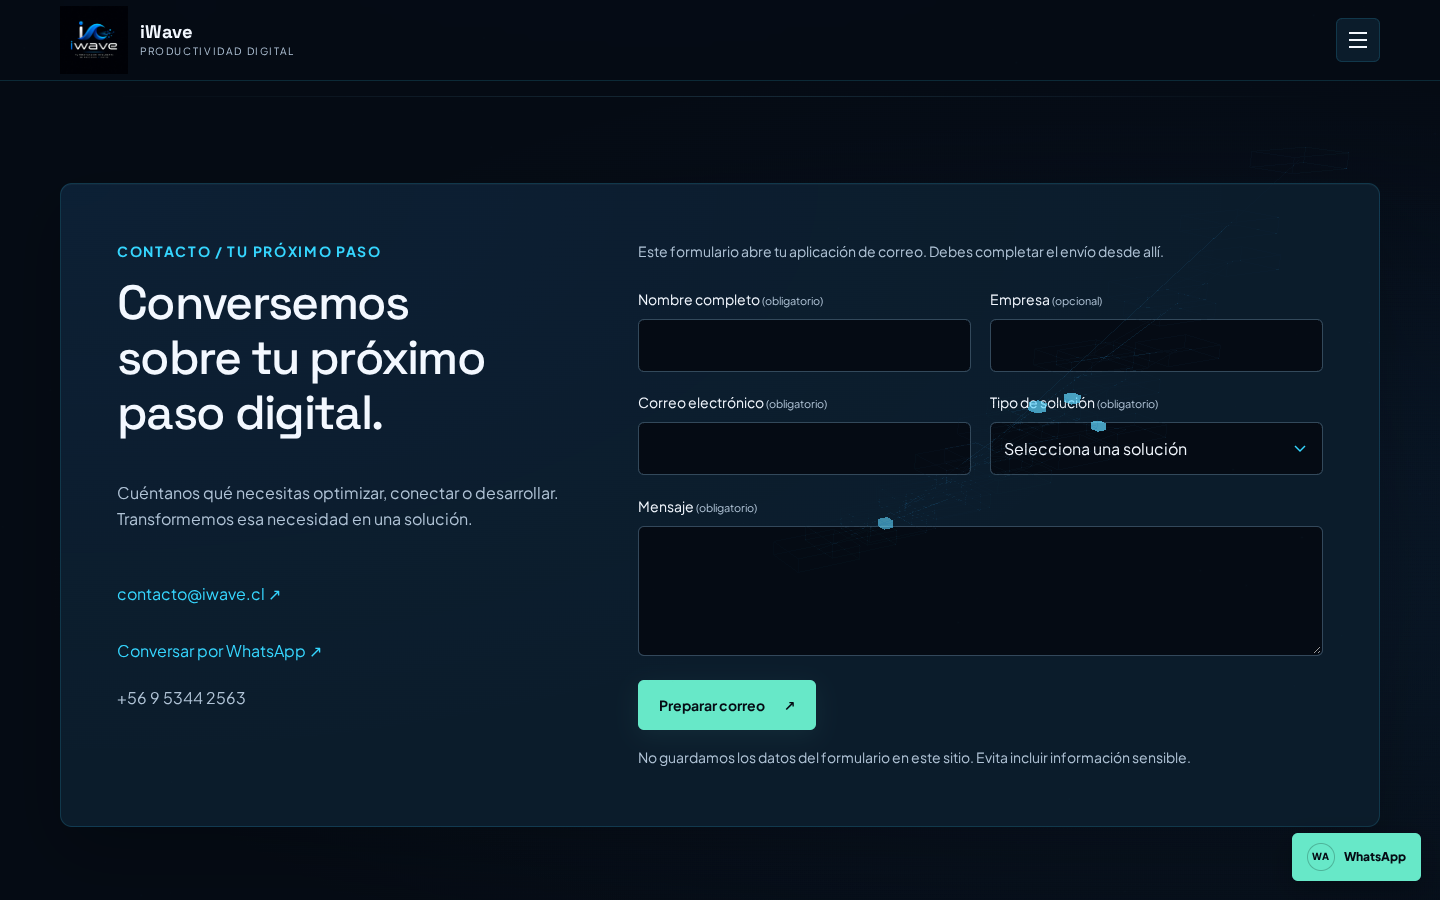 iwave
iWave
PRODUCTIVIDAD DIGITAL
CONTACTO / TU PRÓXIMO PASO
Conversemos
sobre tu próximo
paso digital.
Cuéntanos qué necesitas optimizar, conectar o desarrollar.
Transformemos esa necesidad en una solución.
contacto@iwave.cl ↗
Conversar por WhatsApp ↗
+56 9 5344 2563
Este formulario abre tu aplicación de correo. Debes completar el envío desde allí.
Nombre completo (obligatorio)
Empresa (opcional)
Correo electrónico (obligatorio)
Tipo de solución (obligatorio)
Selecciona una solución
Mensaje (obligatorio)
Preparar correo ↗
No guardamos los datos del formulario en este sitio. Evita incluir información sensible.
WA WhatsApp